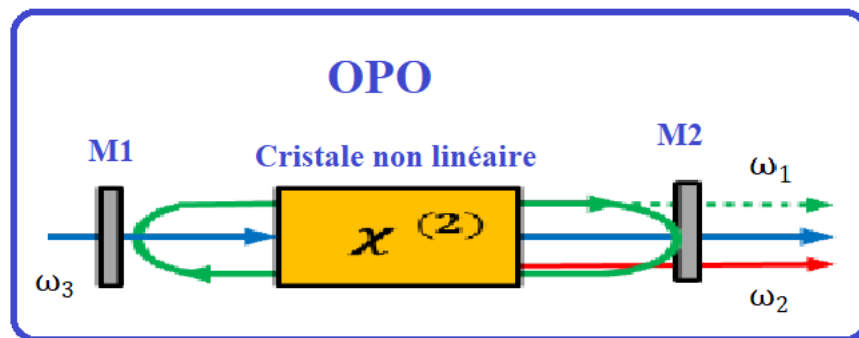 OPO
M1
Cristale non linéaire
M2
ω₁
χ ⁽²⁾
ω₃
ω₂